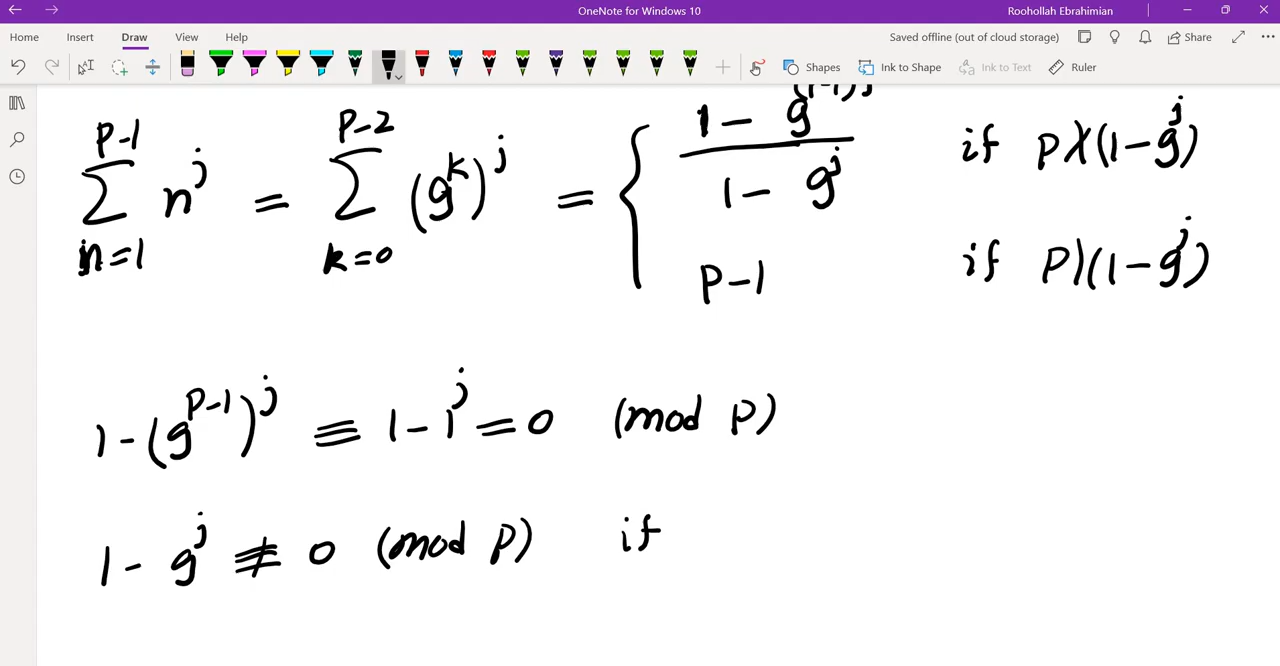 OneNote for Windows 10
Roohollah Ebrahimian
Home Insert Draw View Help
Saved offline (out of cloud storage) Share
Shapes Ink to Shape Ink to Text Ruler
∑_{n=1}^{p-1} n^j = ∑_{k=0}^{p-2} (g^k)^j = { (1 - g^{(p-1)j})/(1 - g^j) if p∤(1-g^j)
p-1 if p|(1-g^j)
1-(g^{p-1})^j ≡ 1-1^j = 0 (mod p)
1 - g^j ≢ 0 (mod p) if